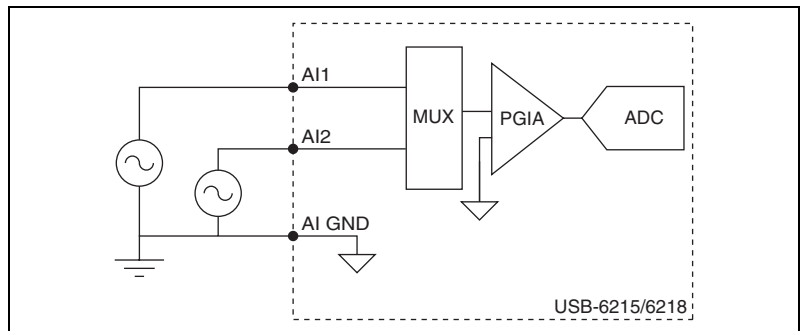 AI1
MUX
PGIA
ADC
AI2
AI GND
USB-6215/6218